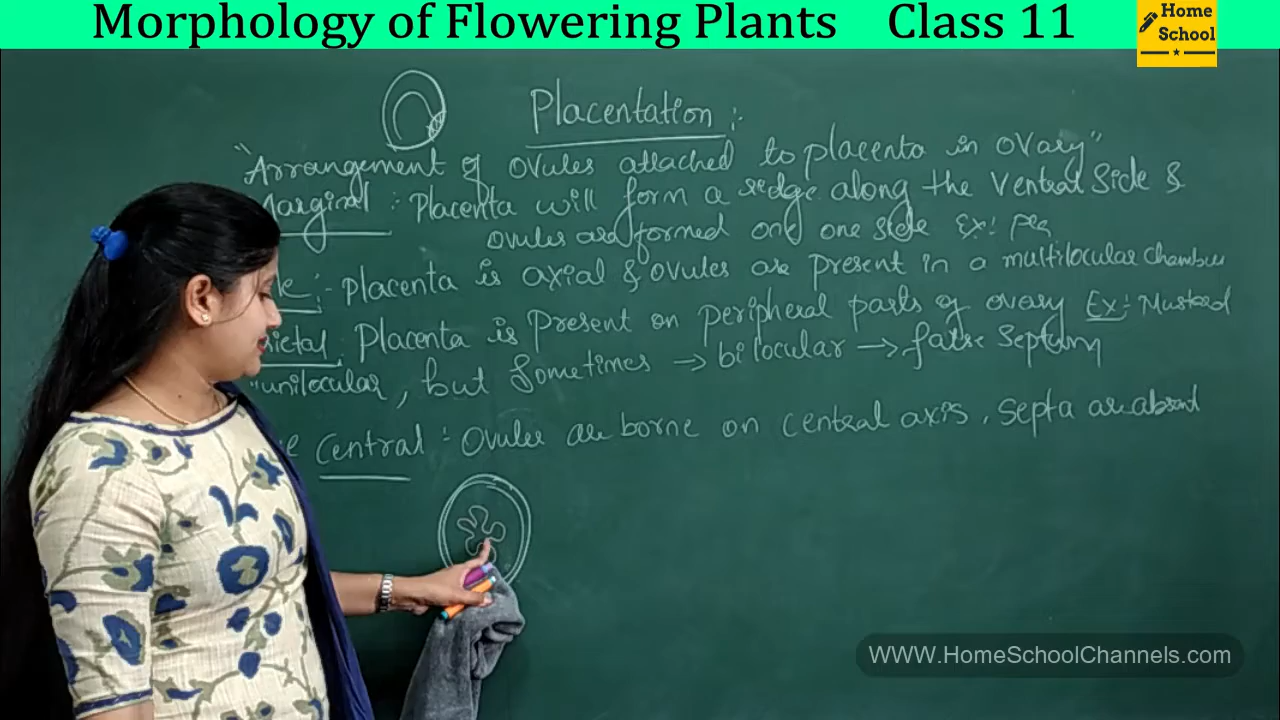 Morphology of Flowering Plants Class 11
Home
School
Placentation :-
"Arrangement of ovules attached to placenta in ovary"
Marginal :- Placenta will form a along the ventral side &
ovules are formed on one side Ex:- Pea
:- Placenta is axial & ovules are present in a multilocular chamber
Placenta is present on peripheral parts of ovary Ex:- Mustard
"unilocular, but sometimes → bilocular → false septum
Central :- Ovules are borne on central axis, septa are absent
WWW.HomeSchoolChannels.com